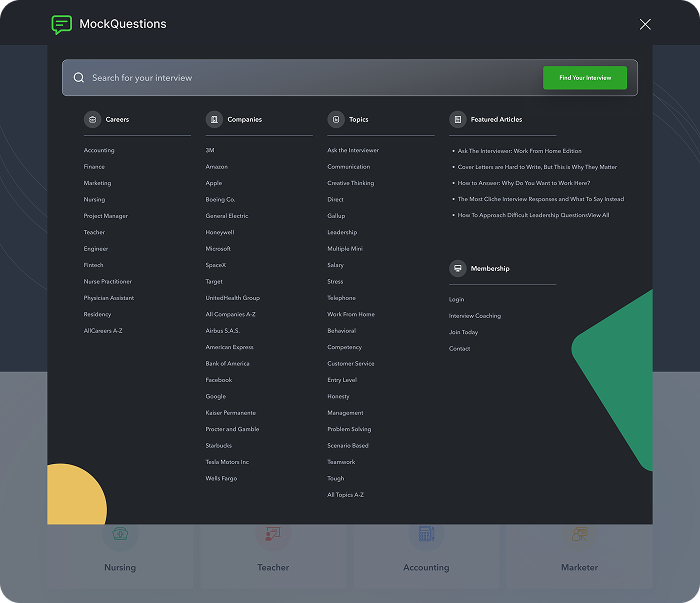 MockQuestions
Search for your interview
Find Your Interview
Careers
Accounting
Finance
Marketing
Nursing
Project Manager
Teacher
Engineer
Fintech
Nurse Practitioner
Physician Assistant
Residency
AllCareers A-Z
Companies
3M
Amazon
Apple
Boeing Co.
General Electric
Honeywell
Microsoft
SpaceX
Target
UnitedHealth Group
All Companies A-Z
Airbus S.A.S.
American Express
Bank of America
Facebook
Google
Kaiser Permanente
Procter and Gamble
Starbucks
Tesla Motors Inc
Wells Fargo
Topics
Ask the Interviewer
Communication
Creative Thinking
Direct
Gallup
Leadership
Multiple Mini
Salary
Stress
Telephone
Work From Home
Behavioral
Competency
Customer Service
Entry Level
Honesty
Management
Problem Solving
Scenario Based
Teamwork
Tough
All Topics A-Z
Featured Articles
• Ask The Interviewer: Work From Home Edition
• Cover Letters are Hard to Write, But This is Why They Matter
• How to Answer: Why Do You Want to Work Here?
• The Most Cliche Interview Responses and What To Say Instead
• How To Approach Difficult Leadership QuestionsView All
Membership
Login
Interview Coaching
Join Today
Contact
Nursing
Teacher
Accounting
Marketer